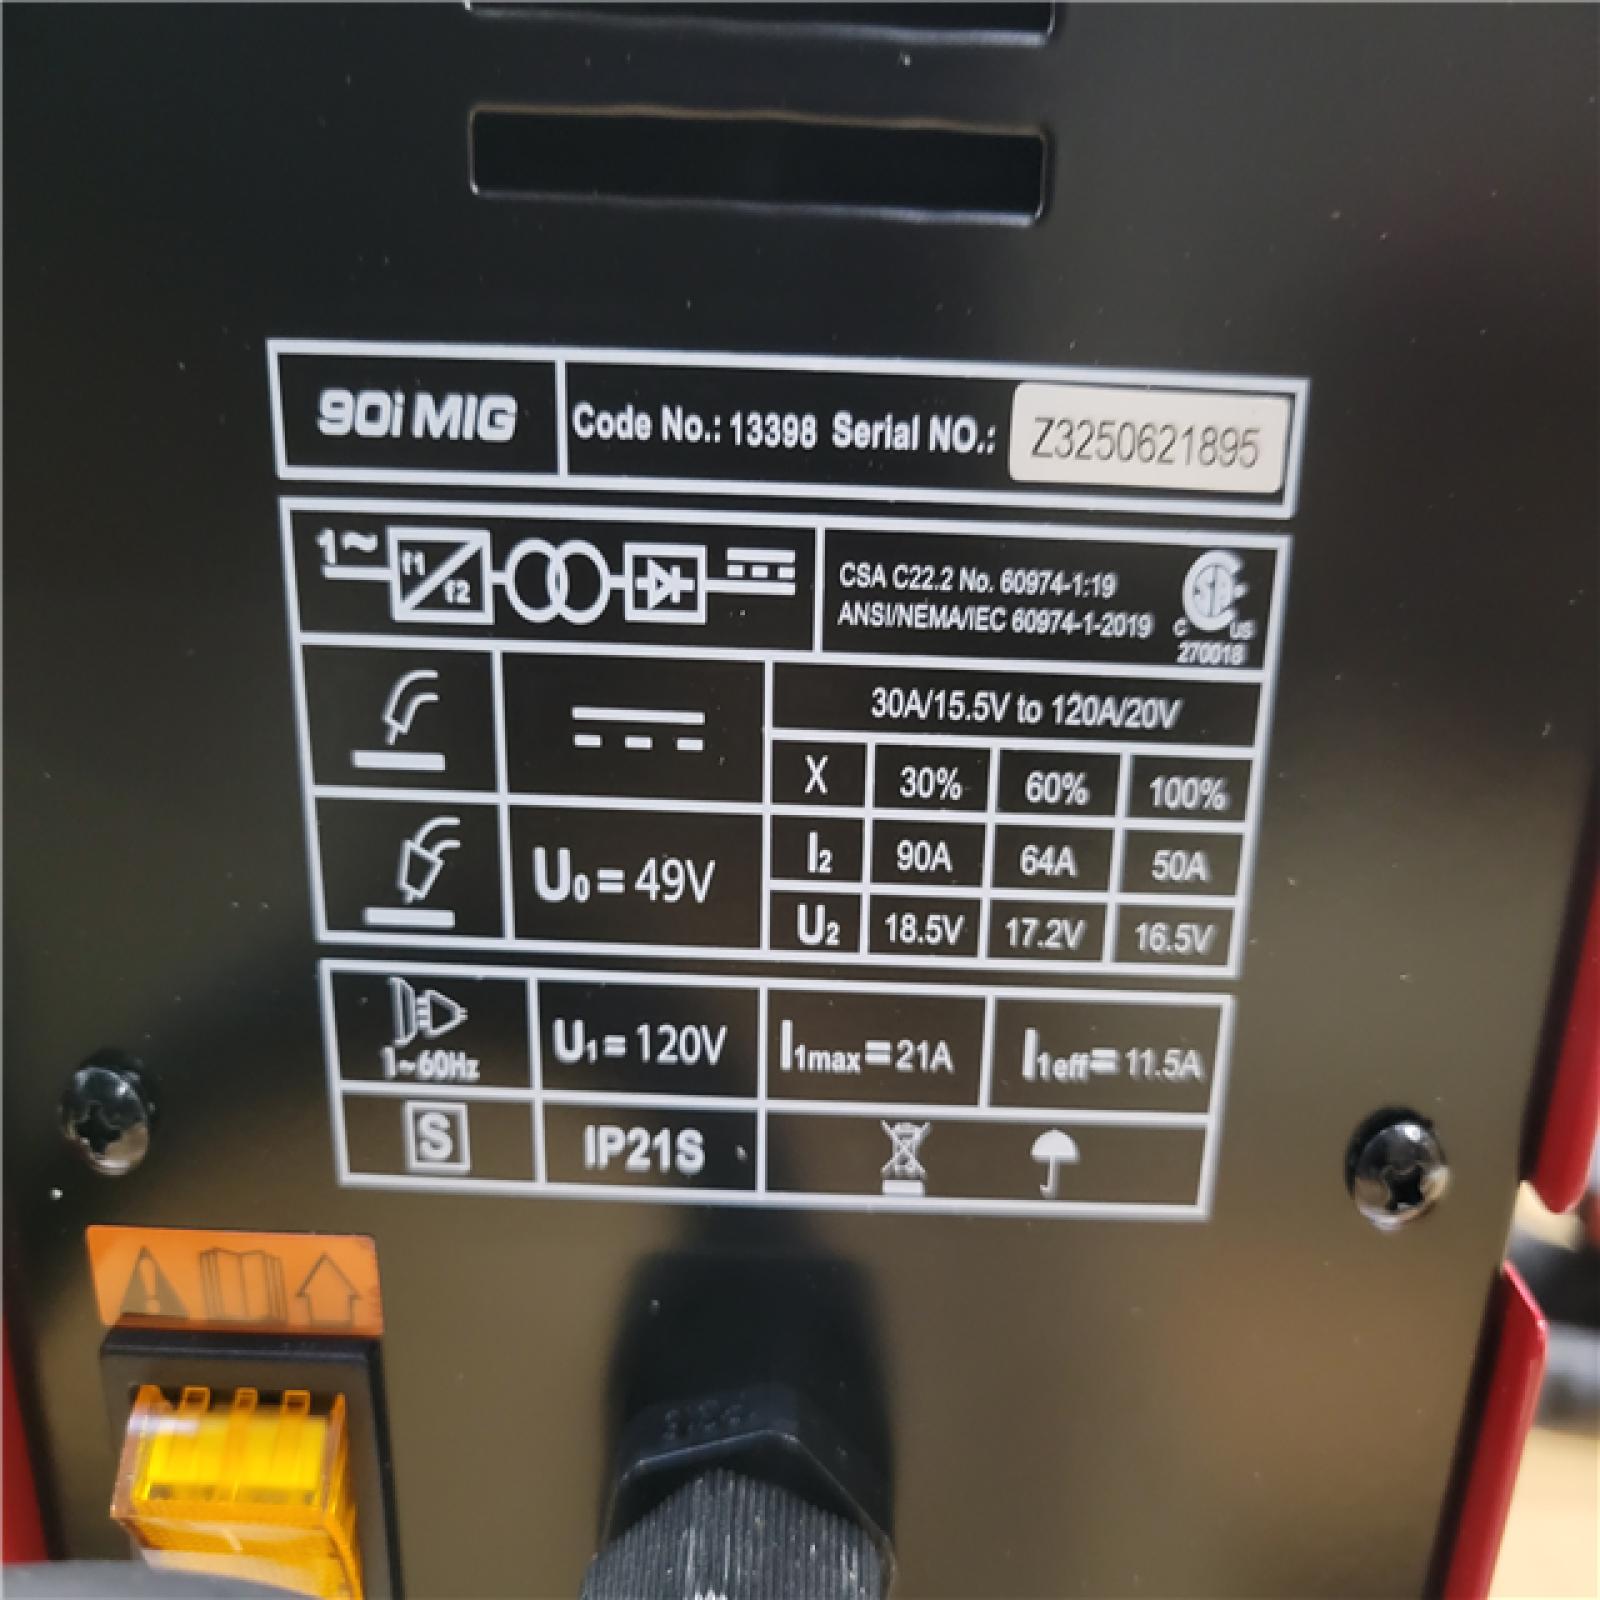 90i MIG
Code No.: 13398 Serial NO.: Z3250621895
1~
f1
f2
CSA C22.2 No. 60974-1:19
ANSI/NEMA/IEC 60974-1-2019
C US
270018
30A/15.5V to 120A/20V
X 30% 60% 100%
I2 90A 64A 50A
U0 = 49V
U2 18.5V 17.2V 16.5V
1~60Hz
U1 = 120V
I1max = 21A
I1eff = 11.5A
S
IP21S